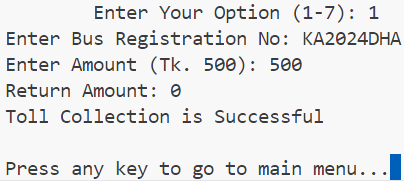 Enter Your Option (1-7): 1
Enter Bus Registration No: KA2024DHA
Enter Amount (Tk. 500): 500
Return Amount: 0
Toll Collection is Successful
Press any key to go to main menu...